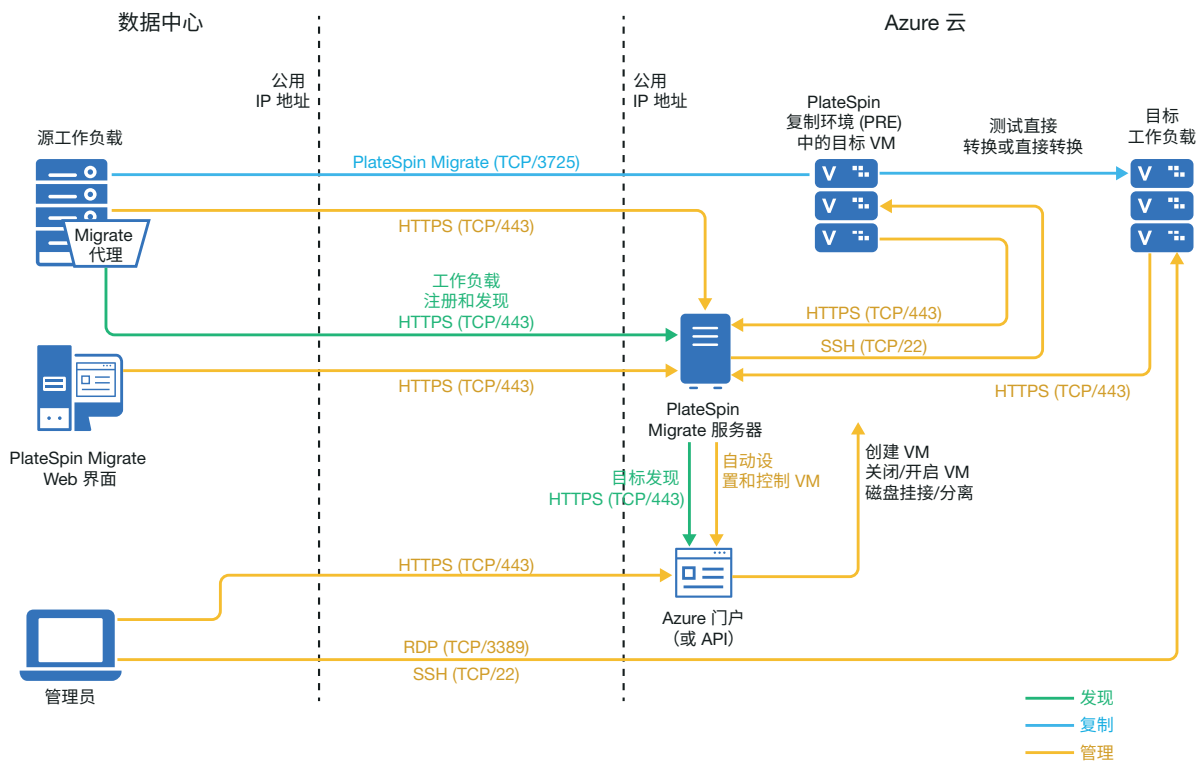 数据中心
Azure 云
公用
IP 地址
公用
IP 地址
源工作负载
PlateSpin
复制环境 (PRE)
中的目标 VM
测试直接
转换或直接转换
目标
工作负载
PlateSpin Migrate (TCP/3725)
V
V
V
V
V
V
HTTPS (TCP/443)
Migrate
代理
工作负载
注册和发现
HTTPS (TCP/443)
HTTPS (TCP/443)
SSH (TCP/22)
HTTPS (TCP/443)
HTTPS (TCP/443)
PlateSpin
Migrate 服务器
PlateSpin Migrate
Web 界面
目标发现
HTTPS (TCP/443)
自动设
置和控制 VM
创建 VM
关闭/开启 VM
磁盘挂接/分离
HTTPS (TCP/443)
Azure 门户
（或 API）
RDP (TCP/3389)
SSH (TCP/22)
管理员
发现
复制
管理